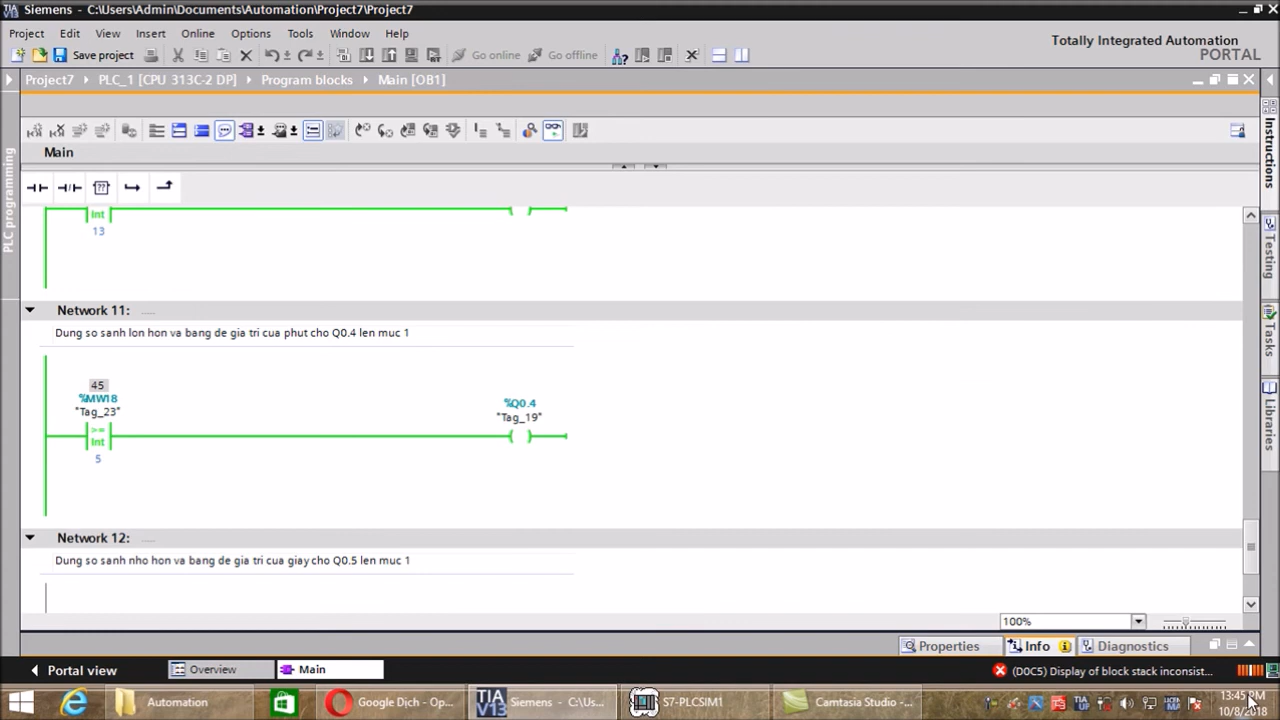 TIA V13 Siemens - C:\Users\Admin\Documents\Automation\Project7\Project7
Project Edit View Insert Online Options Tools Window Help
Totally Integrated Automation
PORTAL
Save project Go online Go offline
Project7 PLC_1 [CPU 313C-2 DP] Program blocks Main [OB1]
Main
??
PLC programming
Instructions
Testing
Tasks
Libraries
Int
13
Network 11: .....
Dung so sanh lon hon va bang de gia tri cua phut cho Q0.4 len muc 1
45
%MW18
"Tag_23"
>=
Int
5
%Q0.4
"Tag_19"
Network 12: .....
Dung so sanh nho hon va bang de gia tri cua giay cho Q0.5 len muc 1
100%
Properties Info Diagnostics
Portal view Overview Main (D0C5) Display of block stack inconsist...
Automation Google Dịch - Op... TIA V13 Siemens - C:\Us... S7-PLCSIM1 Camtasia Studio -...
13:45 PM
10/8/2018